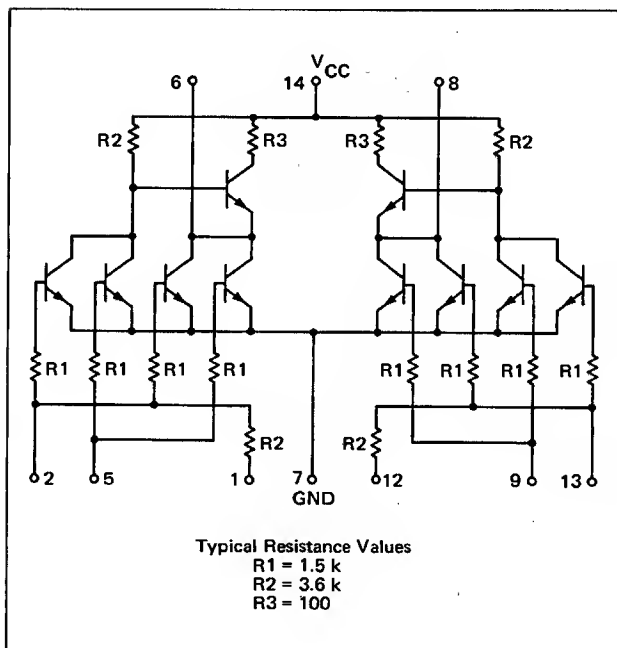 V CC
6 14 8
R2 R3 R3 R2
R1 R1 R1 R1 R1 R1 R1 R1
R2 R2
2 5 1 7 12 9 13
GND
Typical Resistance Values
R1 = 1.5 k
R2 = 3.6 k
R3 = 100